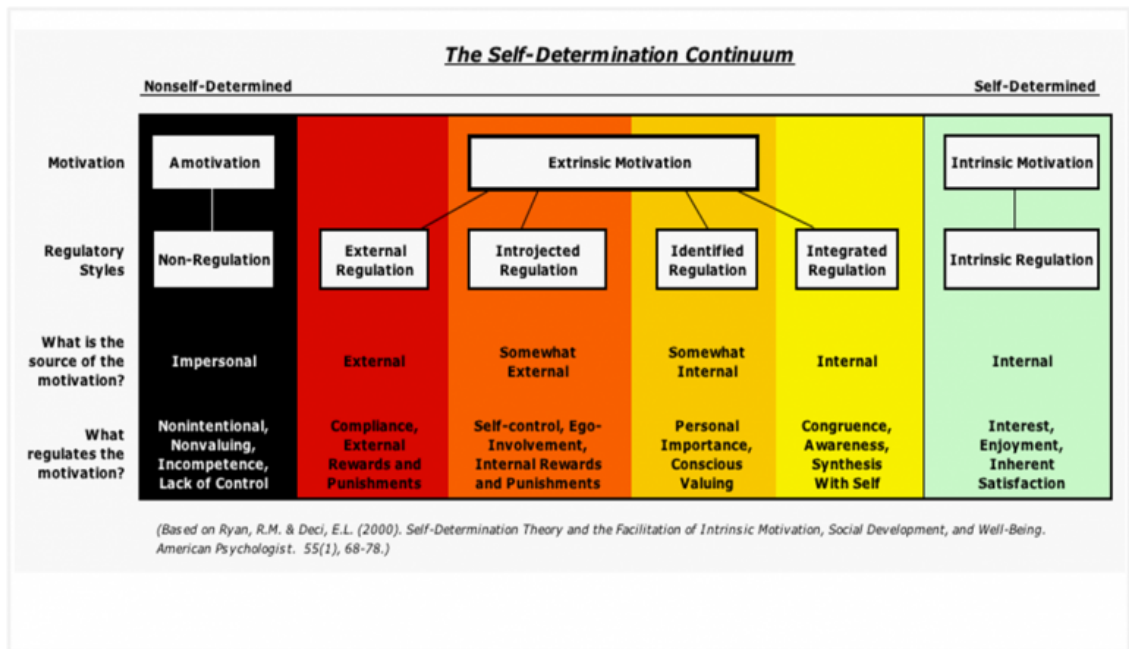 The Self-Determination Continuum
Nonself-Determined
Self-Determined
Motivation
Amotivation
Extrinsic Motivation
Intrinsic Motivation
Regulatory
Styles
Non-Regulation
External
Regulation
Introjected
Regulation
Identified
Regulation
Integrated
Regulation
Intrinsic Regulation
What is the
source of the
motivation?
Impersonal
External
Somewhat
External
Somewhat
Internal
Internal
Internal
What
regulates the
motivation?
Nonintentional,
Nonvaluing,
Incompetence,
Lack of Control
Compliance,
External
Rewards and
Punishments
Self-control, Ego-
Involvement,
Internal Rewards
and Punishments
Personal
Importance,
Conscious
Valuing
Congruence,
Awareness,
Synthesis
With Self
Interest,
Enjoyment,
Inherent
Satisfaction
(Based on Ryan, R.M. & Deci, E.L. (2000). Self-Determination Theory and the Facilitation of Intrinsic Motivation, Social Development, and Well-Being.
American Psychologist. 55(1), 68-78.)